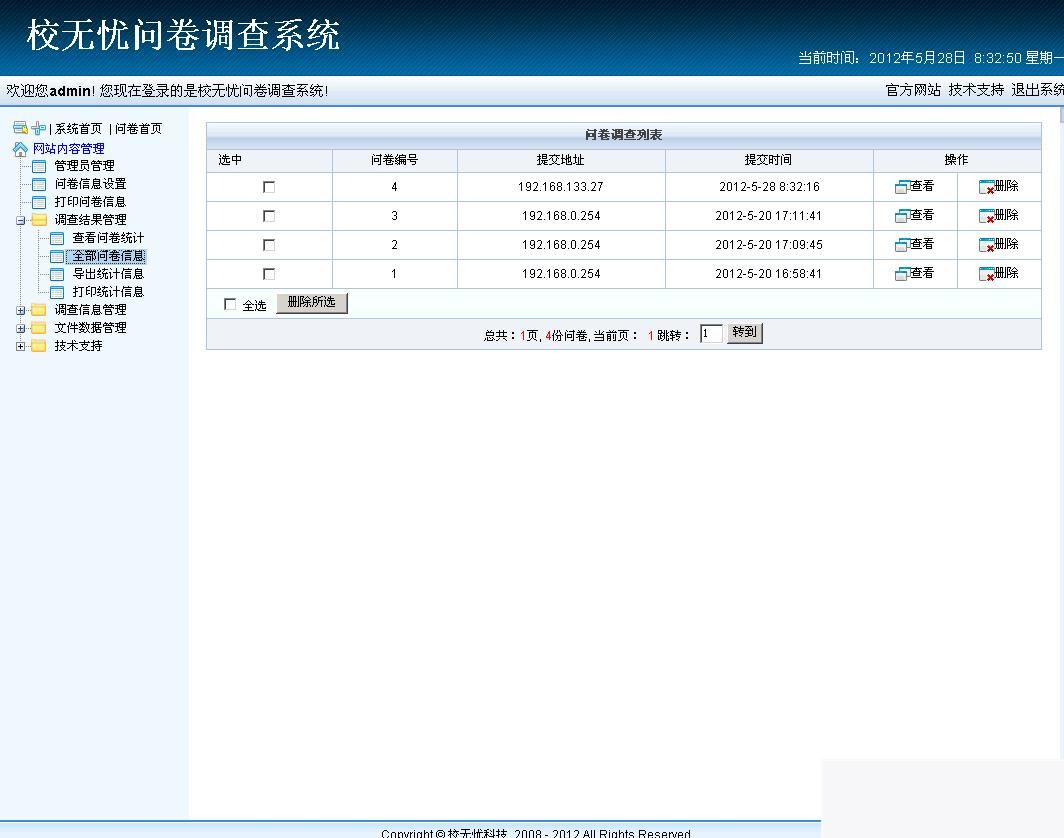 校无忧问卷调查系统
当前时间：2012年5月28日 8:32:50 星期一
欢迎您admin! 您现在登录的是校无忧问卷调查系统!
官方网站 技术支持 退出系统
| 系统首页 | 问卷首页
网站内容管理
管理员管理
问卷信息设置
打印问卷信息
调查结果管理
查看问卷统计
全部问卷信息
导出统计信息
打印统计信息
调查信息管理
文件数据管理
技术支持
问卷调查列表
选中 问卷编号 提交地址 提交时间 操作
4 192.168.133.27 2012-5-28 8:32:16 查看 删除
3 192.168.0.254 2012-5-20 17:11:41 查看 删除
2 192.168.0.254 2012-5-20 17:09:45 查看 删除
1 192.168.0.254 2012-5-20 16:58:41 查看 删除
全选 删除所选
总共：1页, 4份问卷, 当前页： 1 跳转： 1 转到
Copyright © 校无忧科技 2008 - 2012 All Rights Reserved